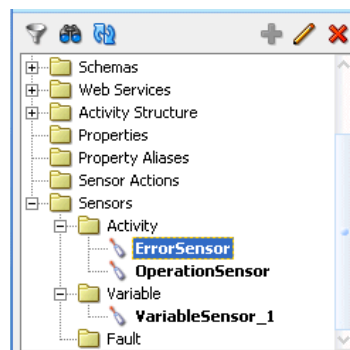 Schemas
Web Services
Activity Structure
Properties
Property Aliases
Sensor Actions
Sensors
Activity
ErrorSensor
OperationSensor
Variable
VariableSensor_1
Fault